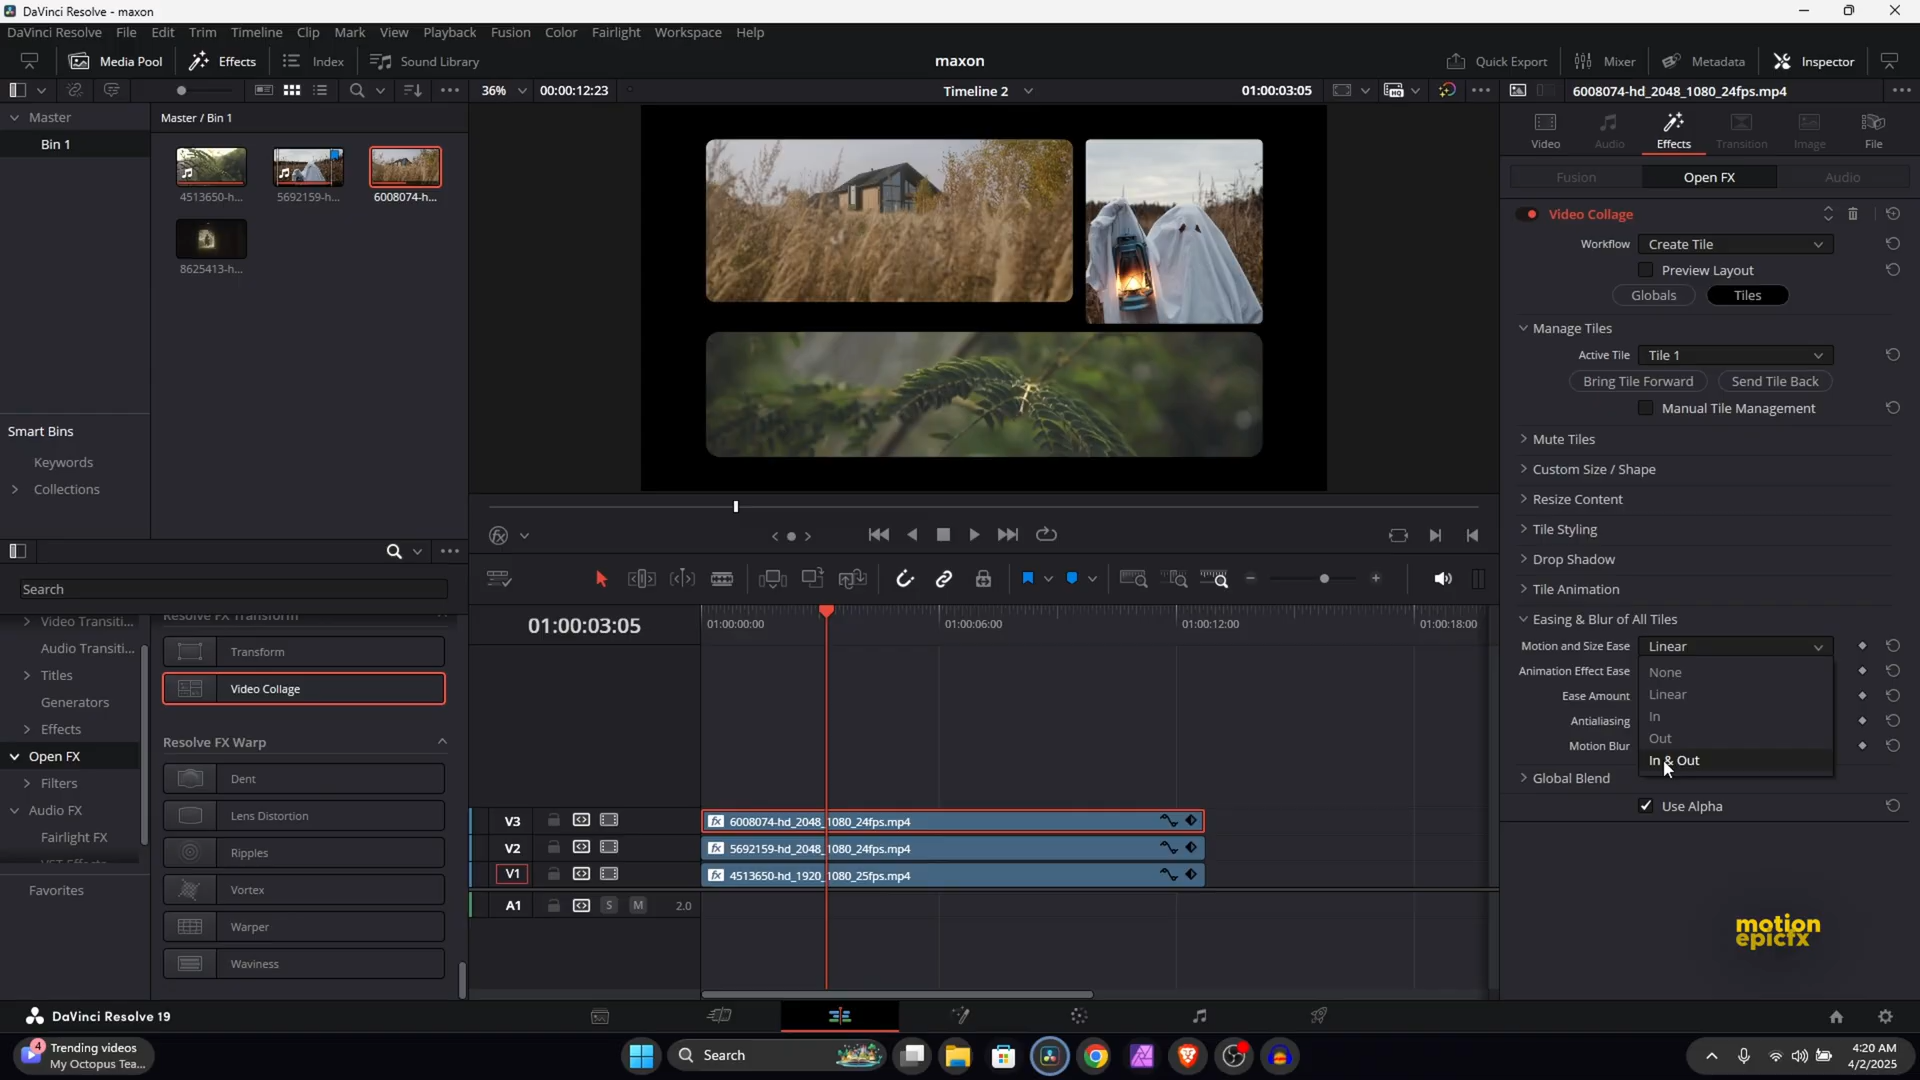 DaVinci Resolve - maxon
DaVinci Resolve File Edit Trim Timeline Clip Mark View Playback Fusion Color Fairlight Workspace Help
Media Pool Effects Index Sound Library maxon Quick Export Mixer Metadata Inspector
36% 00:00:12:23 Timeline 2 01:00:03:05 6008074-hd_2048_1080_24fps.mp4
Master Master / Bin 1
Bin 1
4513650-h... 5692159-h... 6008074-h...
8625413-h...
Smart Bins
Keywords
Collections
Video Audio Effects Transition Image File
Fusion Open FX Audio
Video Collage
Workflow Create Tile
Preview Layout
Globals Tiles
Manage Tiles
Active Tile Tile 1
Bring Tile Forward Send Tile Back
Manual Tile Management
Mute Tiles
Custom Size / Shape
Resize Content
Tile Styling
Drop Shadow
Tile Animation
Easing & Blur of All Tiles
Motion and Size Ease Linear
Animation Effect Ease None
Ease Amount Linear
In
Antialiasing Out
Motion Blur In & Out
Global Blend
Use Alpha
Search
Video Transiti...
Audio Transiti...
Titles
Generators
Effects
Open FX
Filters
Audio FX
Fairlight FX
VST Effects
Favorites
Resolve FX Transform
Transform
Video Collage
Resolve FX Warp
Dent
Lens Distortion
Ripples
Vortex
Warper
Waviness
01:00:03:05 01:00:00:00 01:00:06:00 01:00:12:00 01:00:18:00
V3 fx 6008074-hd_2048_1080_24fps.mp4
V2 fx 5692159-hd_2048_1080_24fps.mp4
V1 fx 4513650-hd_1920_1080_25fps.mp4
A1 S M 2.0
motion
epicfx
DaVinci Resolve 19
4 Trending videos
My Octopus Tea...
Search
4:20 AM
4/2/2025